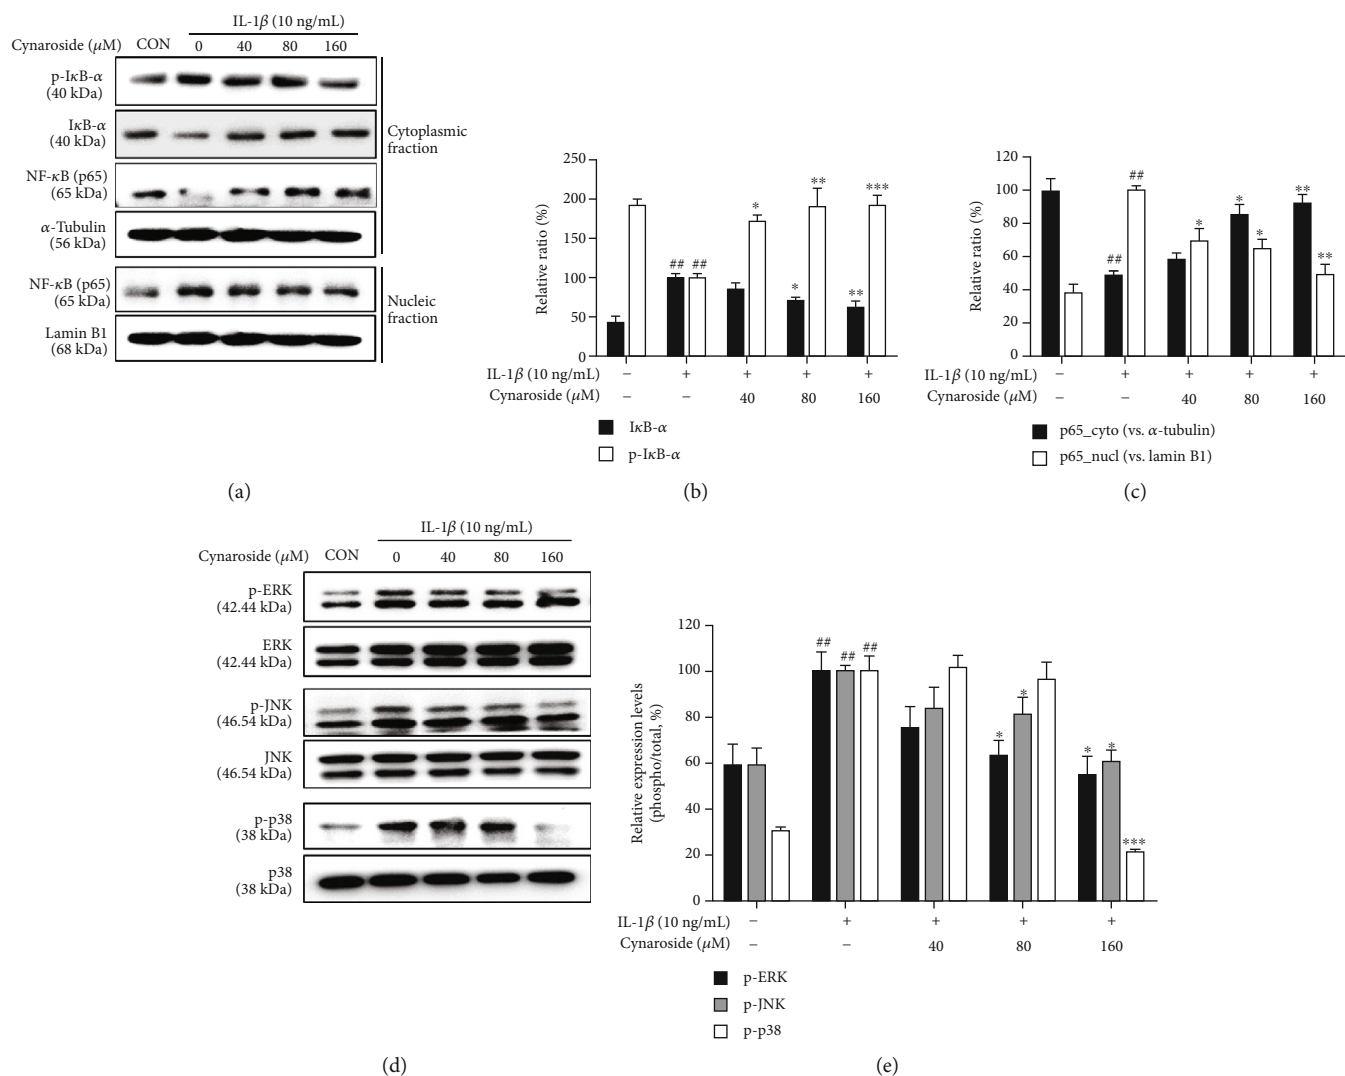 IL-1β (10 ng/mL)
Cynaroside (μM) CON 0 40 80 160
p-IκB-α
(40 kDa)
IκB-α
(40 kDa)
NF-κB (p65)
(65 kDa)
α-Tubulin
(56 kDa)
Cytoplasmic
fraction
NF-κB (p65)
(65 kDa)
Lamin B1
(68 kDa)
Nucleic
fraction
(a)
Relative ratio (%)
250
200
150
100
50
0
## ## * * ** ** ***
IL-1β (10 ng/mL) − + + + +
Cynaroside (μM) − − 40 80 160
IκB-α
p-IκB-α
(b)
Relative ratio (%)
120
100
80
60
40
20
0
## ## * * * ** **
IL-1β (10 ng/mL) − + + + +
Cynaroside (μM) − − 40 80 160
p65_cyto (vs. α-tubulin)
p65_nucl (vs. lamin B1)
(c)
IL-1β (10 ng/mL)
Cynaroside (μM) CON 0 40 80 160
p-ERK
(42.44 kDa)
ERK
(42.44 kDa)
p-JNK
(46.54 kDa)
JNK
(46.54 kDa)
p-p38
(38 kDa)
p38
(38 kDa)
(d)
Relative expression levels
(phospho/total, %)
120
100
80
60
40
20
0
## ## ## * * * * ***
IL-1β (10 ng/mL) − + + + +
Cynaroside (μM) − − 40 80 160
p-ERK
p-JNK
p-p38
(e)